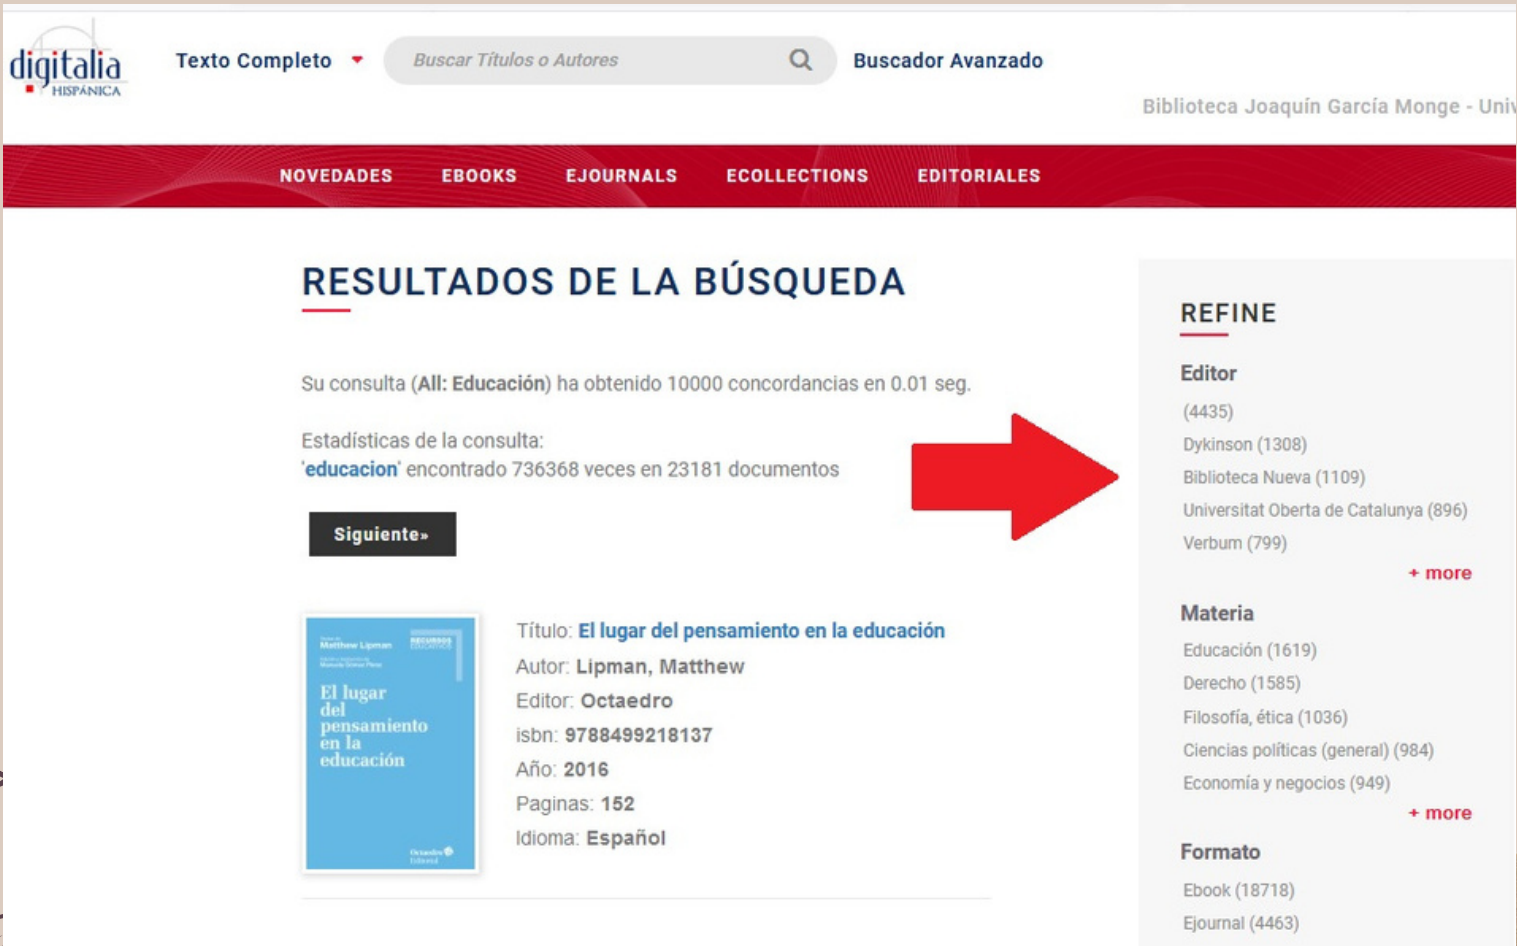 digitalia
HISPÁNICA
Texto Completo
Buscar Títulos o Autores
Buscador Avanzado
Biblioteca Joaquín García Monge - Univ
NOVEDADES EBOOKS EJOURNALS ECOLLECTIONS EDITORIALES
RESULTADOS DE LA BÚSQUEDA
Su consulta (All: Educación) ha obtenido 10000 concordancias en 0.01 seg.
Estadísticas de la consulta:
'educacion' encontrado 736368 veces en 23181 documentos
Siguiente»
Matthew Lipman
RECURSOS
EDUCATIVOS
El lugar
del
pensamiento
en la
educación
Octaedro
Editorial
Título: El lugar del pensamiento en la educación
Autor: Lipman, Matthew
Editor: Octaedro
isbn: 9788499218137
Año: 2016
Paginas: 152
Idioma: Español
REFINE
Editor
(4435)
Dykinson (1308)
Biblioteca Nueva (1109)
Universitat Oberta de Catalunya (896)
Verbum (799)
+ more
Materia
Educación (1619)
Derecho (1585)
Filosofía, ética (1036)
Ciencias políticas (general) (984)
Economía y negocios (949)
+ more
Formato
Ebook (18718)
Ejournal (4463)